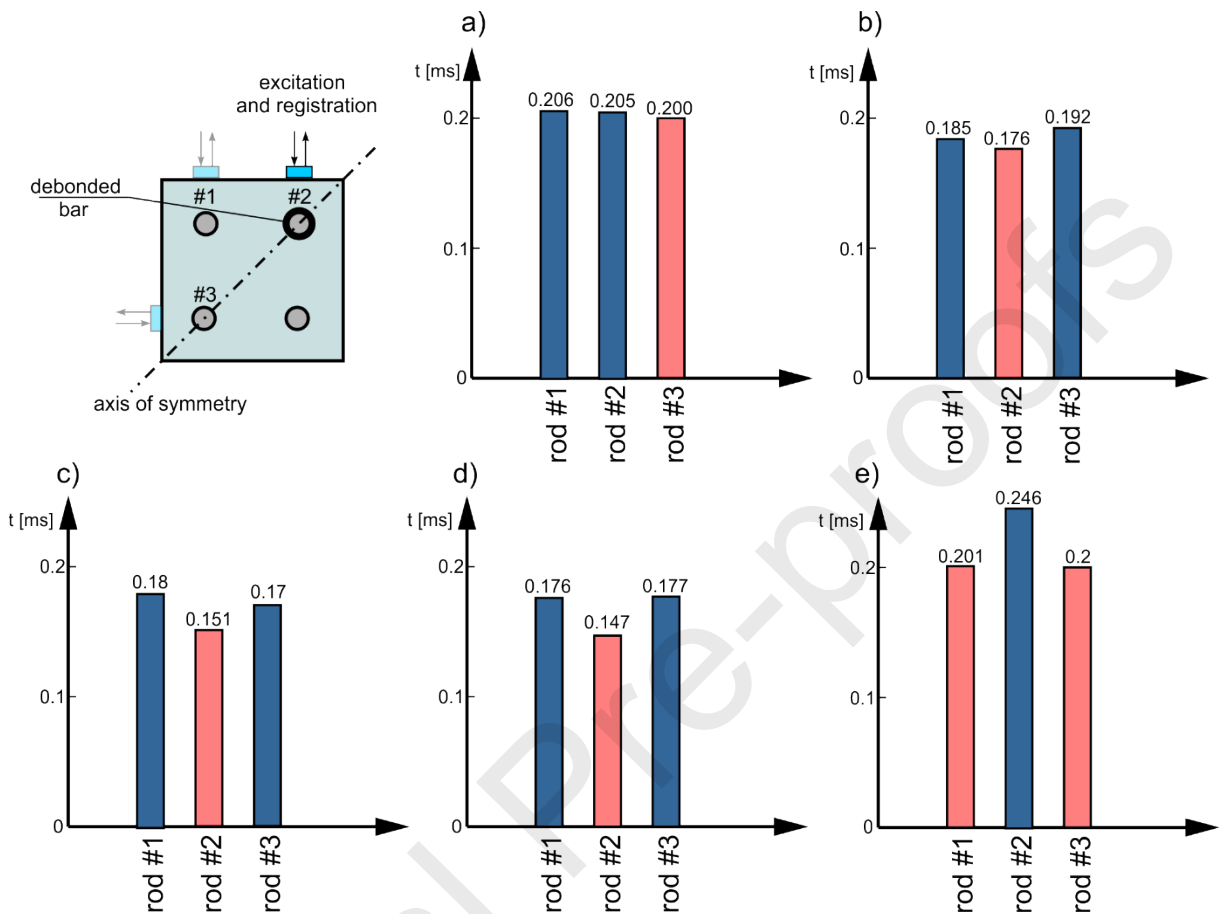 excitation
and registration
#1
#2
debonded
bar
#3
axis of symmetry
a)
t [ms]
0.206
0.205
0.200
0.2
0.1
0
rod #1
rod #2
rod #3
b)
t [ms]
0.185
0.176
0.192
0.2
0.1
0
rod #1
rod #2
rod #3
c)
t [ms]
0.18
0.151
0.17
0.2
0.1
0
rod #1
rod #2
rod #3
d)
t [ms]
0.176
0.147
0.177
0.2
0.1
0
rod #1
rod #2
rod #3
e)
t [ms]
0.201
0.246
0.2
0.2
0.1
0
rod #1
rod #2
rod #3
l Pre-proofs